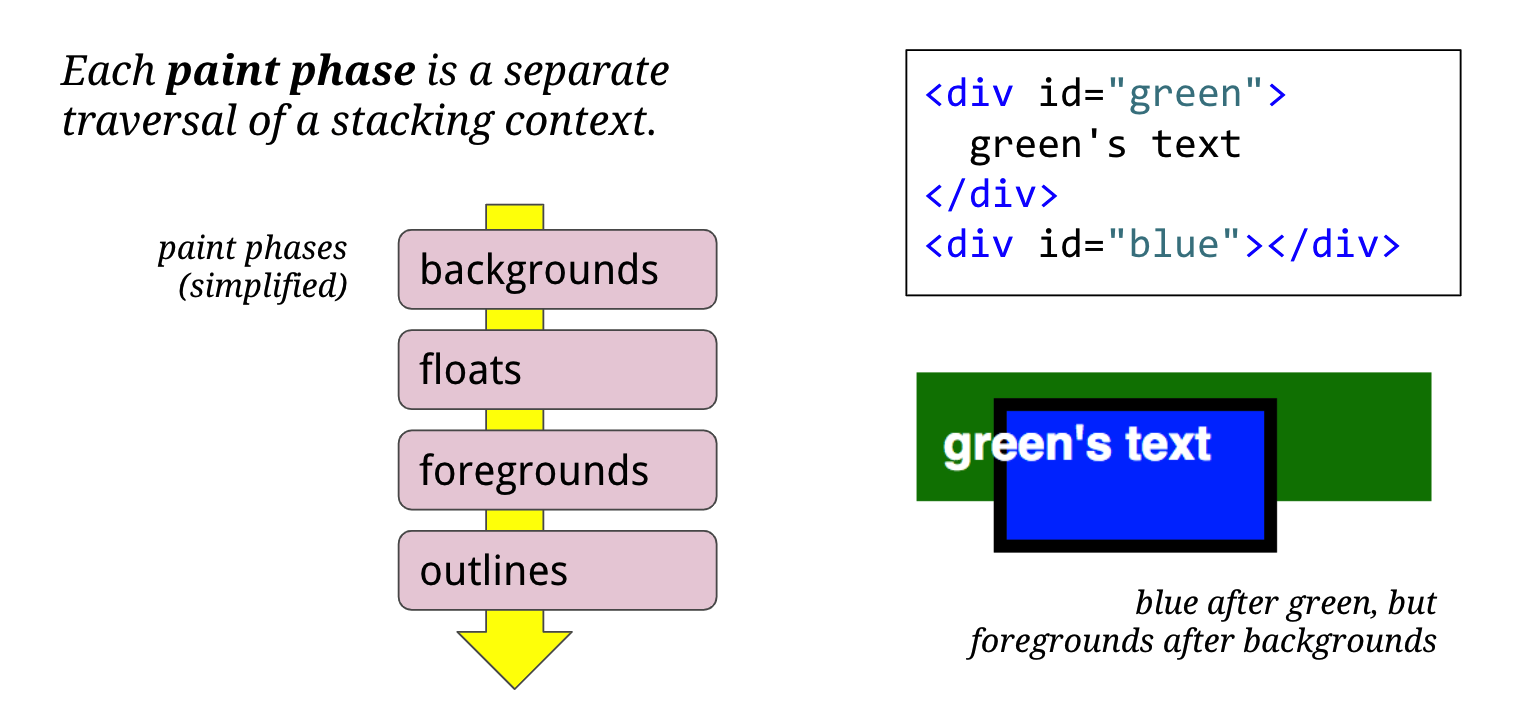 Each paint phase is a separate
traversal of a stacking context.
paint phases
(simplified)
backgrounds
floats
foregrounds
outlines
<div id="green">
  green's text
</div>
<div id="blue"></div>
green's text
blue after green, but
foregrounds after backgrounds